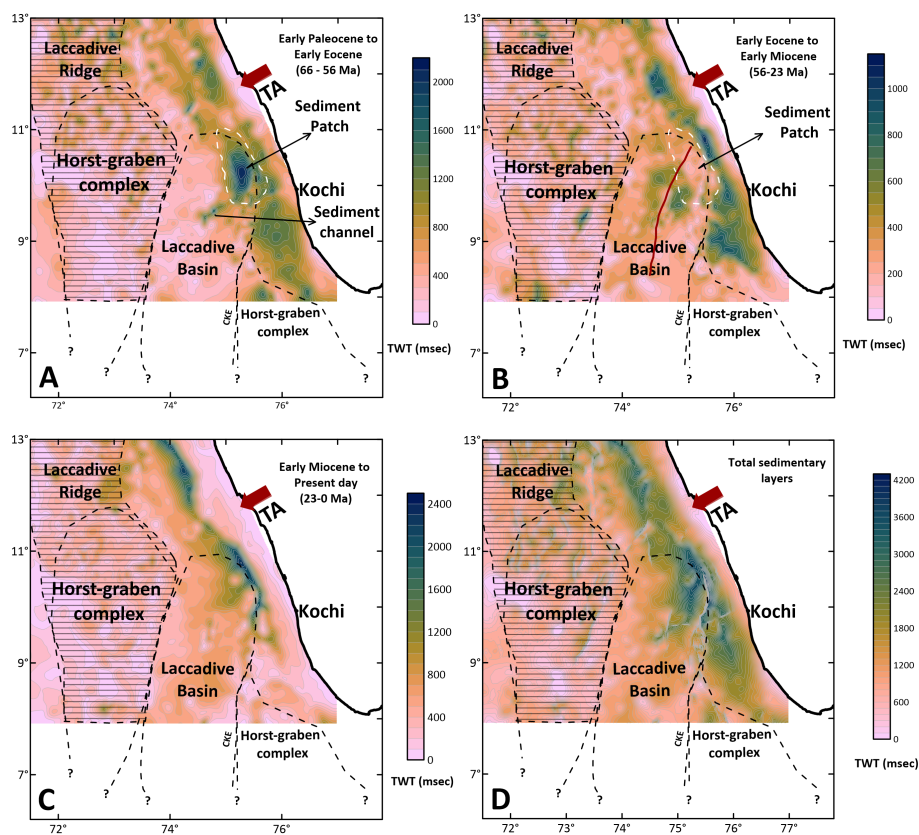 13°
11°
9°
7°
72°
74°
76°
Laccadive
Ridge
Early Paleocene to
Early Eocene
(66 - 56 Ma)
TA
Sediment
Patch
Horst-graben
complex
Kochi
Sediment
channel
Laccadive
Basin
CKE
Horst-graben
complex
?
?
?
?
?
A
2000
1600
1200
800
400
0
TWT (msec)
13°
11°
9°
7°
72°
74°
76°
Laccadive
Ridge
Early Eocene to
Early Miocene
(56-23 Ma)
TA
Sediment
Patch
Horst-graben
complex
Kochi
Laccadive
Basin
CKE
Horst-graben
complex
?
?
?
?
?
B
1000
800
600
400
200
0
TWT (msec)
13°
11°
9°
7°
72°
74°
76°
Laccadive
Ridge
Early Miocene to
Present day
(23-0 Ma)
TA
Horst-graben
complex
Kochi
Laccadive
Basin
CKE
Horst-graben
complex
?
?
?
?
?
C
2400
2000
1600
1200
800
400
0
TWT (msec)
13°
11°
9°
7°
72°
73°
74°
75°
76°
77°
Laccadive
Ridge
Total sedimentary
layers
TA
Horst-graben
complex
Kochi
Laccadive
Basin
CKE
Horst-graben
complex
?
?
?
?
?
D
4200
3600
3000
2400
1800
1200
600
0
TWT (msec)